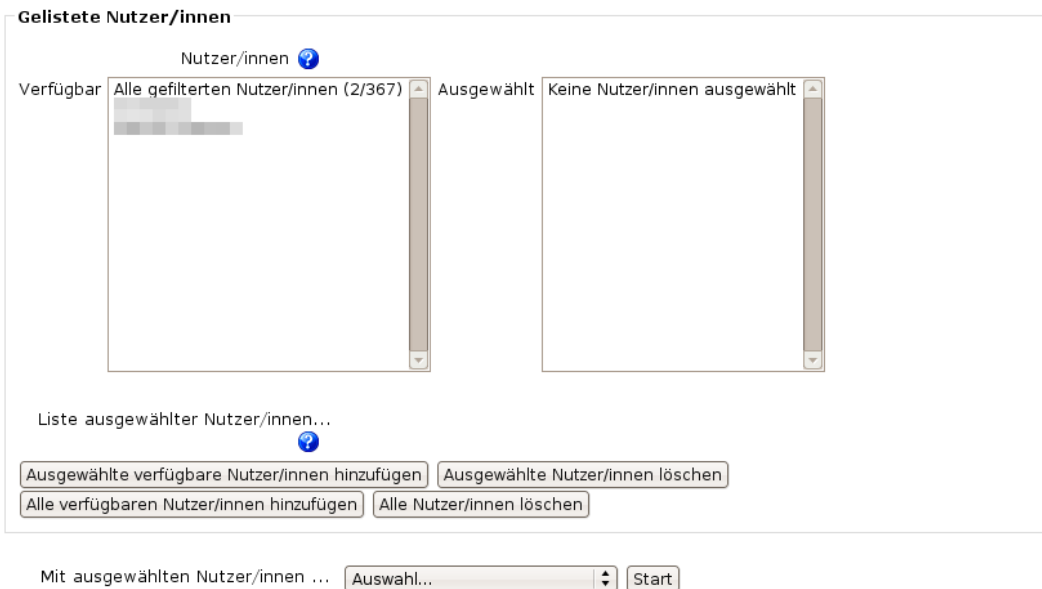 Gelistete Nutzer/innen
Nutzer/innen
Verfügbar
Alle gefilterten Nutzer/innen (2/367)
Ausgewählt
Keine Nutzer/innen ausgewählt
Liste ausgewählter Nutzer/innen...
Ausgewählte verfügbare Nutzer/innen hinzufügen
Ausgewählte Nutzer/innen löschen
Alle verfügbaren Nutzer/innen hinzufügen
Alle Nutzer/innen löschen
Mit ausgewählten Nutzer/innen ...
Auswahl...
Start